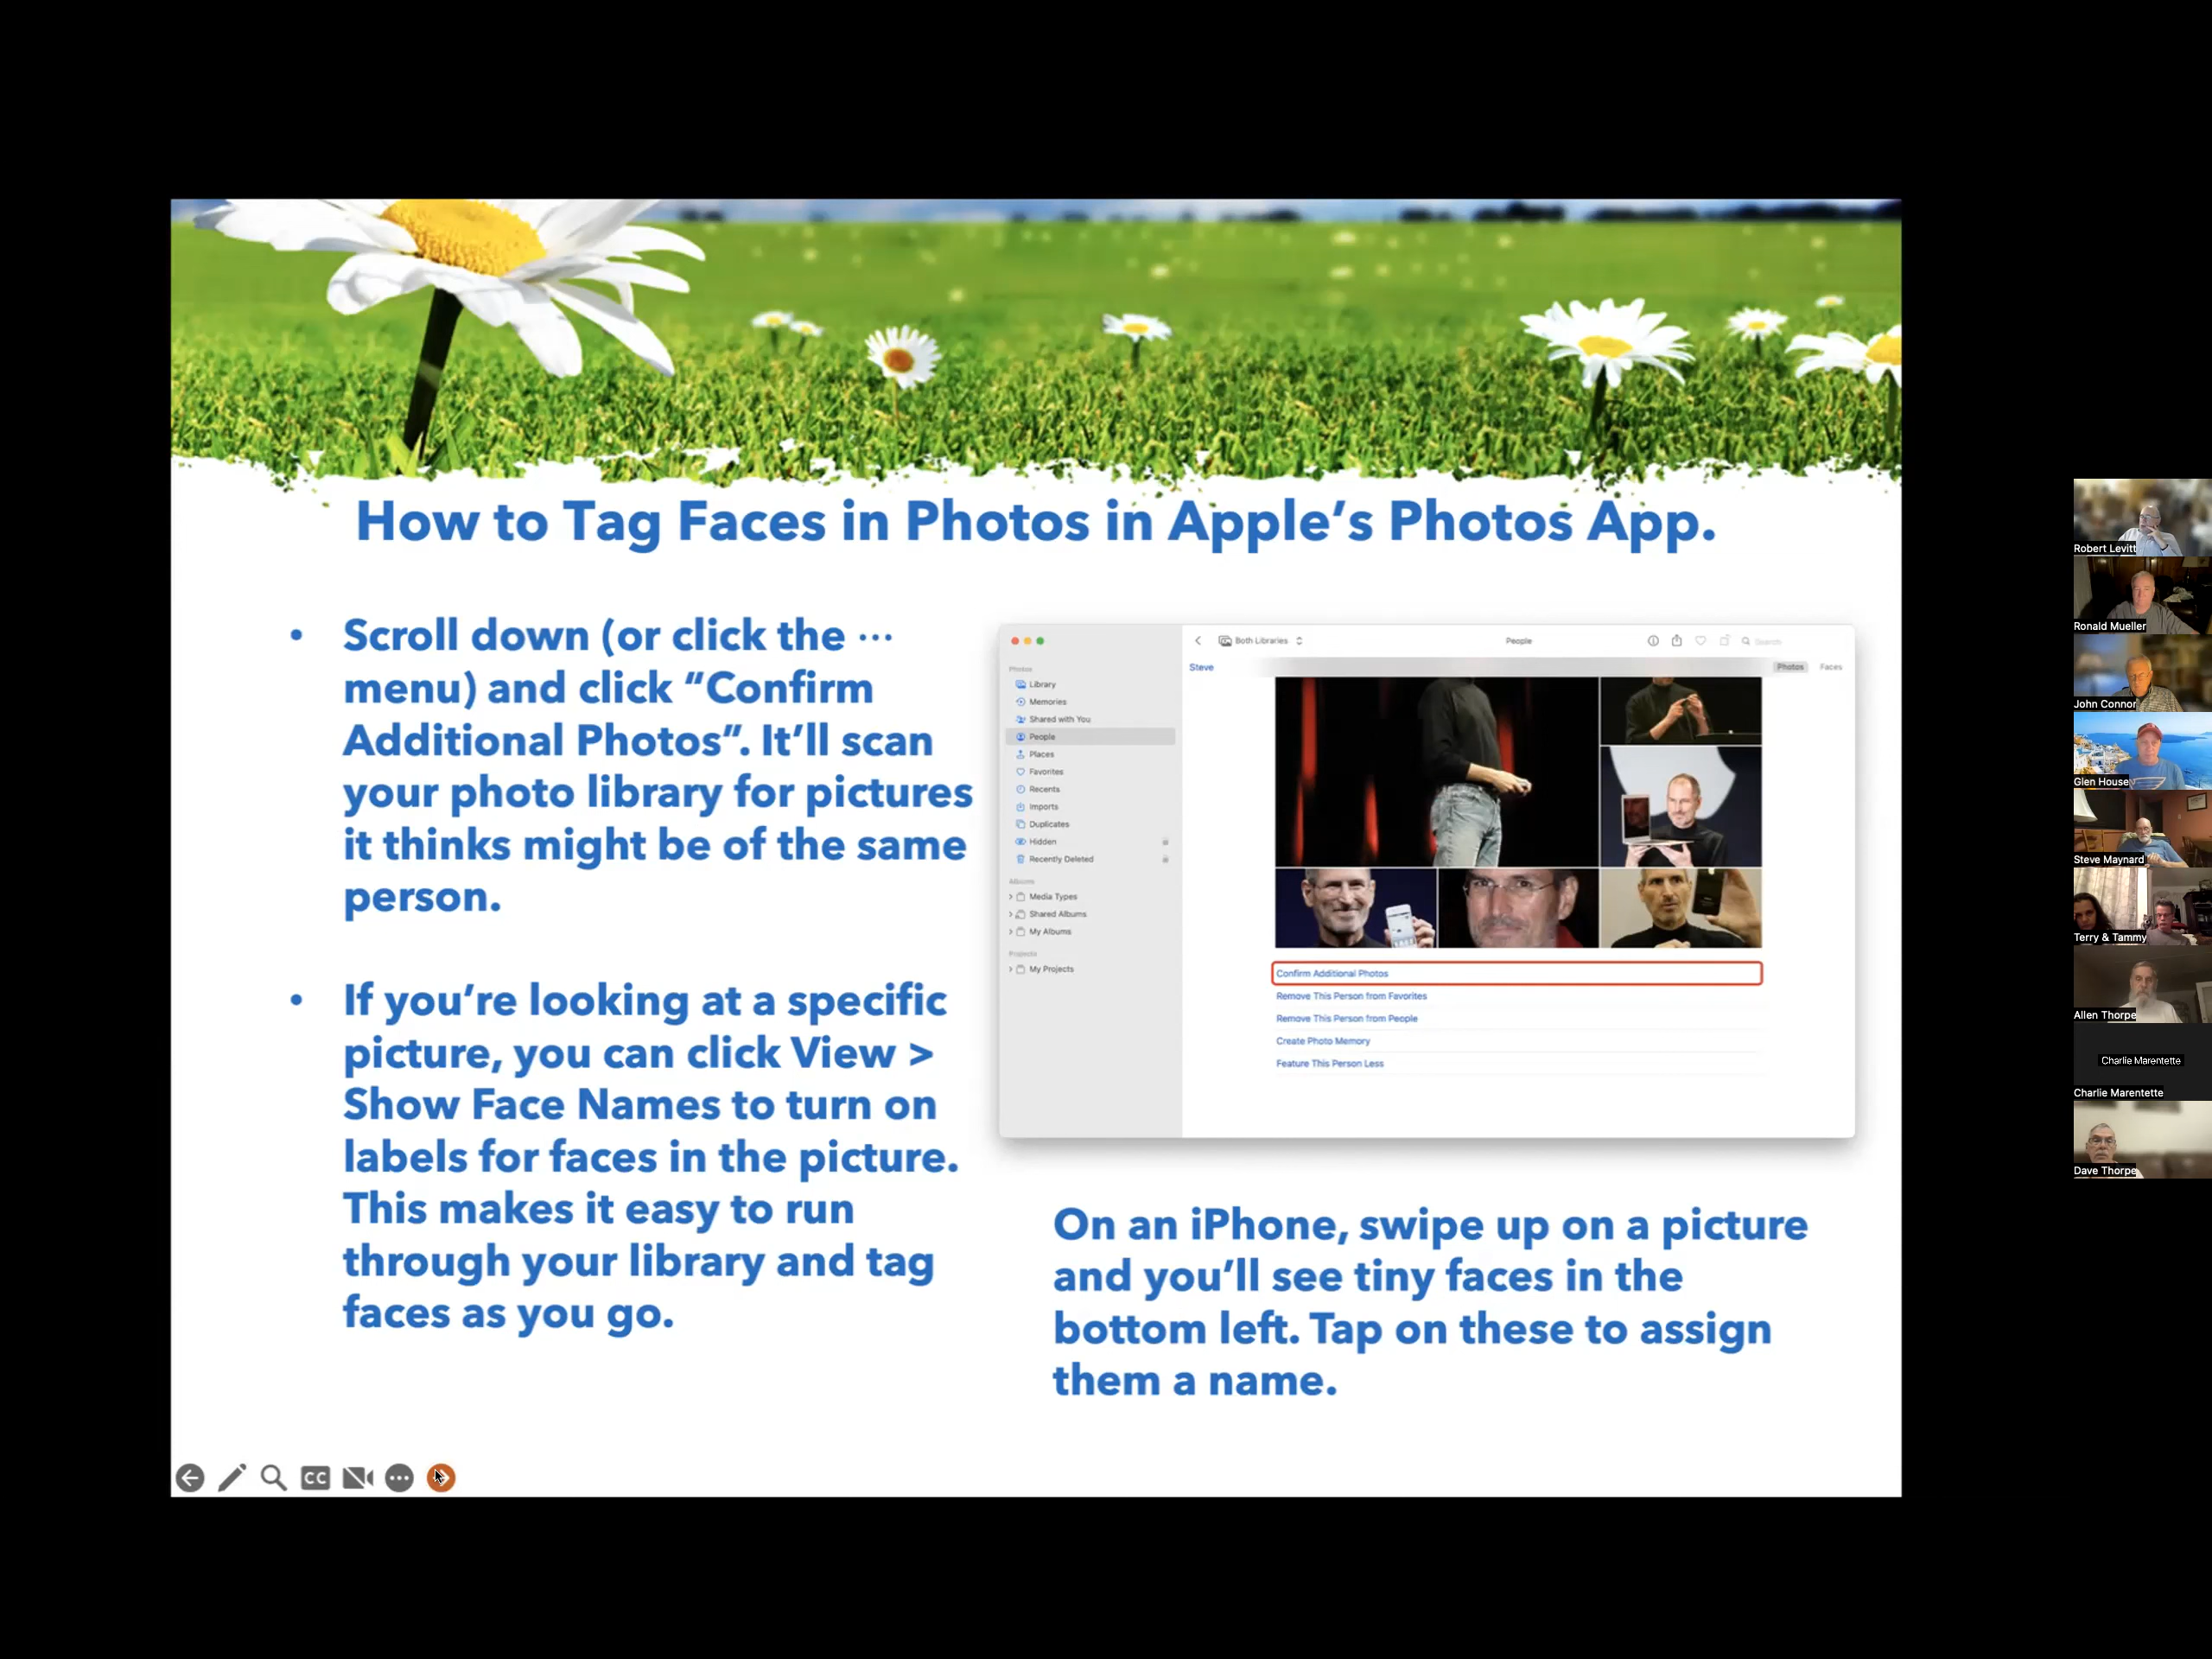 How to Tag Faces in Photos in Apple’s Photos App.
• Scroll down (or click the ···
menu) and click “Confirm
Additional Photos”. It’ll scan
your photo library for pictures
it thinks might be of the same
person.
• If you’re looking at a specific
picture, you can click View >
Show Face Names to turn on
labels for faces in the picture.
This makes it easy to run
through your library and tag
faces as you go.
Both Libraries
People
Search
Steve
Photos
Faces
Photos
Library
Memories
Shared with You
People
Places
Favorites
Recents
Imports
Duplicates
Hidden
Recently Deleted
Albums
Media Types
Shared Albums
My Albums
Projects
My Projects
Confirm Additional Photos
Remove This Person from Favorites
Remove This Person from People
Create Photo Memory
Feature This Person Less
On an iPhone, swipe up on a picture
and you’ll see tiny faces in the
bottom left. Tap on these to assign
them a name.
CC
Robert Levitt
Ronald Mueller
John Connor
Glen House
Steve Maynard
Terry & Tammy
Allen Thorpe
Charlie Marentette
Charlie Marentette
Dave Thorpe